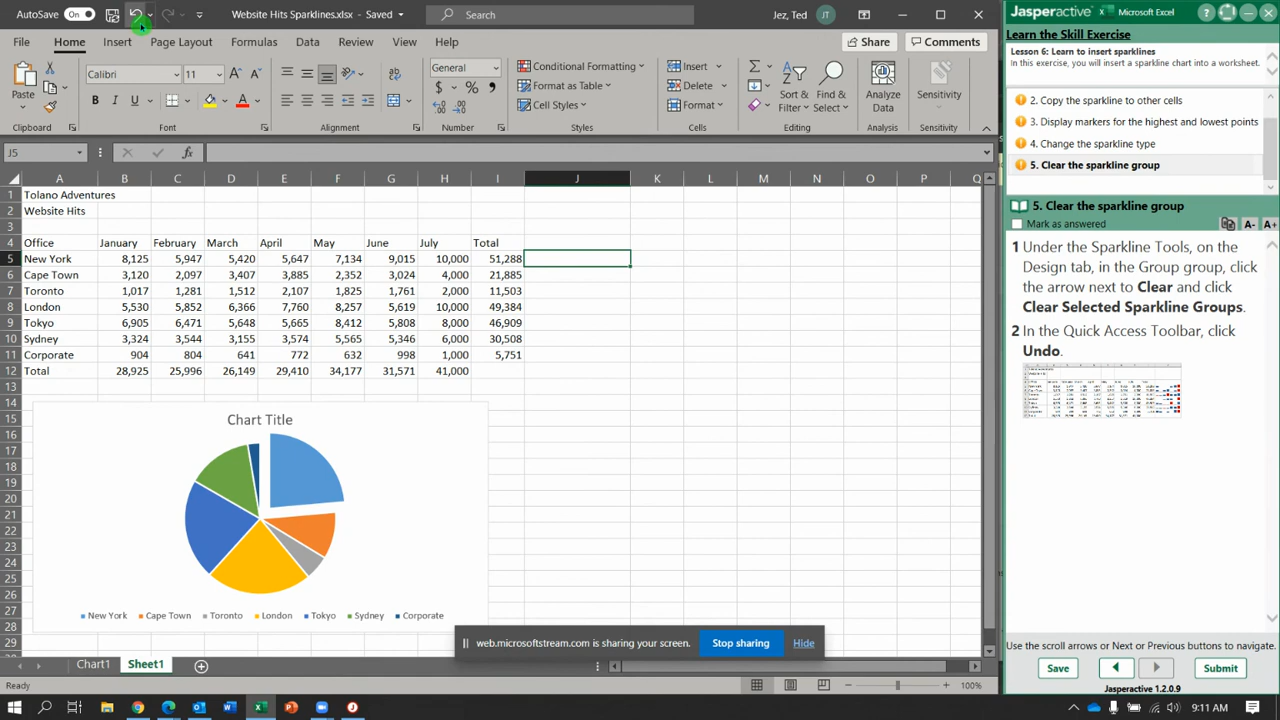 AutoSave On Website Hits Sparklines.xlsx - Saved Search Jez, Ted JT
File Home Insert Page Layout Formulas Data Review View Help Share Comments
Paste Calibri 11 General Conditional Formatting Format as Table Cell Styles Insert Delete Format Sort & Filter Find & Select Analyze Data Sensitivity
Clipboard Font Alignment Number Styles Cells Editing Analysis Sensitivity
J5
A B C D E F G H I J K L M N O P Q
1 Tolano Adventures
2 Website Hits
3
4 Office January February March April May June July Total
5 New York 8,125 5,947 5,420 5,647 7,134 9,015 10,000 51,288
6 Cape Town 3,120 2,097 3,407 3,885 2,352 3,024 4,000 21,885
7 Toronto 1,017 1,281 1,512 2,107 1,825 1,761 2,000 11,503
8 London 5,530 5,852 6,366 7,760 8,257 5,619 10,000 49,384
9 Tokyo 6,905 6,471 5,648 5,665 8,412 5,808 8,000 46,909
10 Sydney 3,324 3,544 3,155 3,574 5,565 5,346 6,000 30,508
11 Corporate 904 804 641 772 632 998 1,000 5,751
12 Total 28,925 25,996 26,149 29,410 34,177 31,571 41,000
13
14
15
16
17
18
19
20
21
22
23
24
25
26
27
28
29
Chart Title
New York Cape Town Toronto London Tokyo Sydney Corporate
web.microsoftstream.com is sharing your screen. Stop sharing Hide
Chart1 Sheet1
Ready 100%
Jasperactive Microsoft Excel
Learn the Skill Exercise
Lesson 6: Learn to insert sparklines
In this exercise, you will insert a sparkline chart into a worksheet.
2. Copy the sparkline to other cells
3. Display markers for the highest and lowest points
4. Change the sparkline type
5. Clear the sparkline group
5. Clear the sparkline group
Mark as answered A- A+
1 Under the Sparkline Tools, on the
Design tab, in the Group group, click
the arrow next to Clear and click
Clear Selected Sparkline Groups.
2 In the Quick Access Toolbar, click
Undo.
Use the scroll arrows or Next or Previous buttons to navigate.
Save Submit
Jasperactive 1.2.0.9
9:11 AM